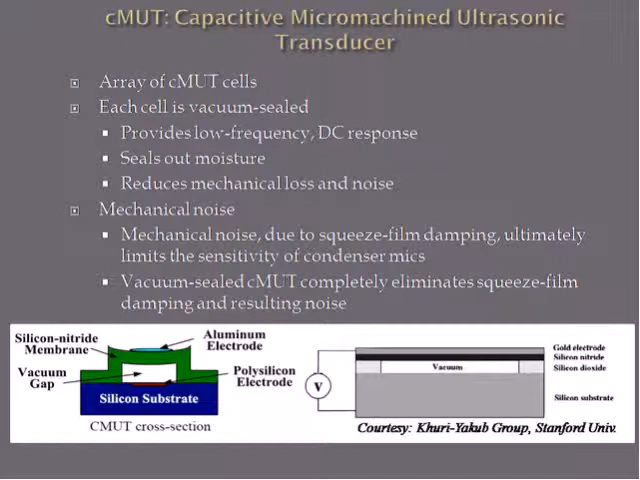 cMUT: Capacitive Micromachined Ultrasonic
Transducer
Array of cMUT cells
Each cell is vacuum-sealed
Provides low-frequency, DC response
Seals out moisture
Reduces mechanical loss and noise
Mechanical noise
Mechanical noise, due to squeeze-film damping, ultimately
limits the sensitivity of condenser mics
Vacuum-sealed cMUT completely eliminates squeeze-film
damping and resulting noise
Silicon-nitride
Membrane
Aluminum
Electrode
Vacuum
Gap
Polysilicon
Electrode
Silicon Substrate
CMUT cross-section
V
Gold electrode
Silicon nitride
Silicon dioxide
Vacuum
Silicon substrate
Courtesy: Khuri-Yakub Group, Stanford Univ.